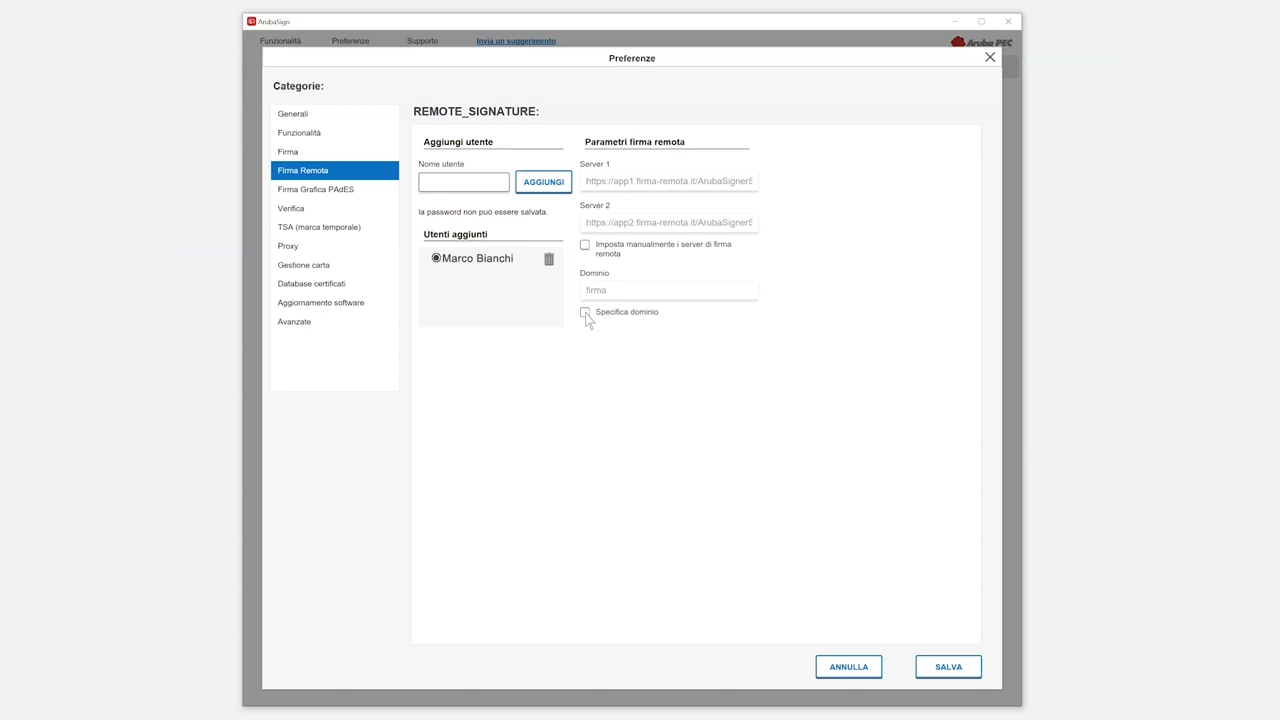 ArubaSign
Funzionalità Preferenze Supporto Invia un suggerimento
Aruba PEC
Preferenze
Categorie:
Generali
Funzionalità
Firma
Firma Remota
Firma Grafica PAdES
Verifica
TSA (marca temporale)
Proxy
Gestione carta
Database certificati
Aggiornamento software
Avanzate
REMOTE_SIGNATURE:
Aggiungi utente
Nome utente
AGGIUNGI
la password non può essere salvata.
Utenti aggiunti
Marco Bianchi
Parametri firma remota
Server 1
https://app1.firma-remota.it/ArubaSignerS
Server 2
https://app2.firma-remota.it/ArubaSignerS
Imposta manualmente i server di firma
remota
Dominio
firma
Specifica dominio
ANNULLA
SALVA